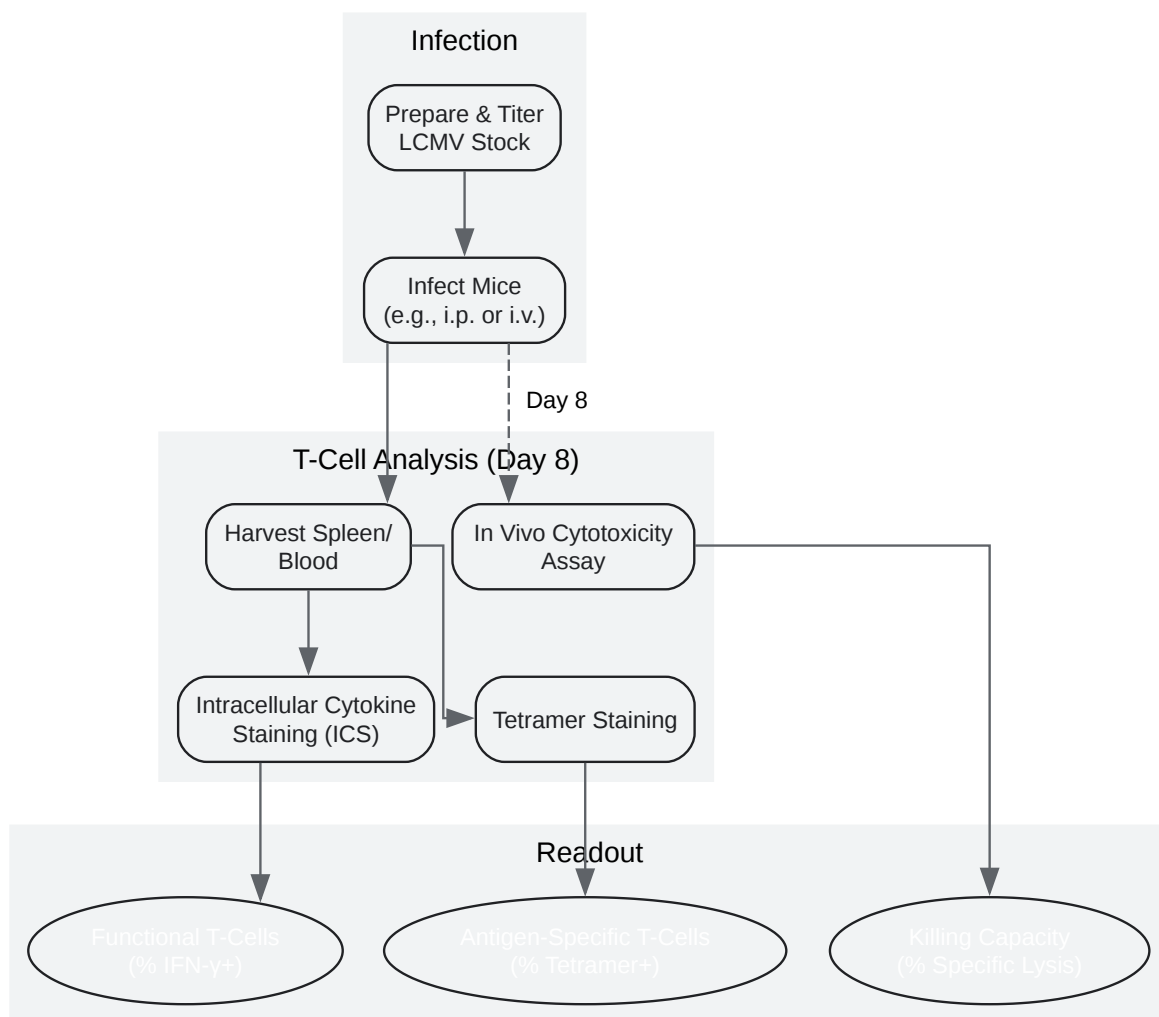 Infection
Prepare & Titer
LCMV Stock
Infect Mice
(e.g., i.p. or i.v.)
Day 8
T-Cell Analysis (Day 8)
Harvest Spleen/
Blood
In Vivo Cytotoxicity
Assay
Intracellular Cytokine
Staining (ICS)
Tetramer Staining
Readout
Functional T-Cells
(% IFN-γ+)
Antigen-Specific T-Cells
(% Tetramer+)
Killing Capacity
(% Specific Lysis)